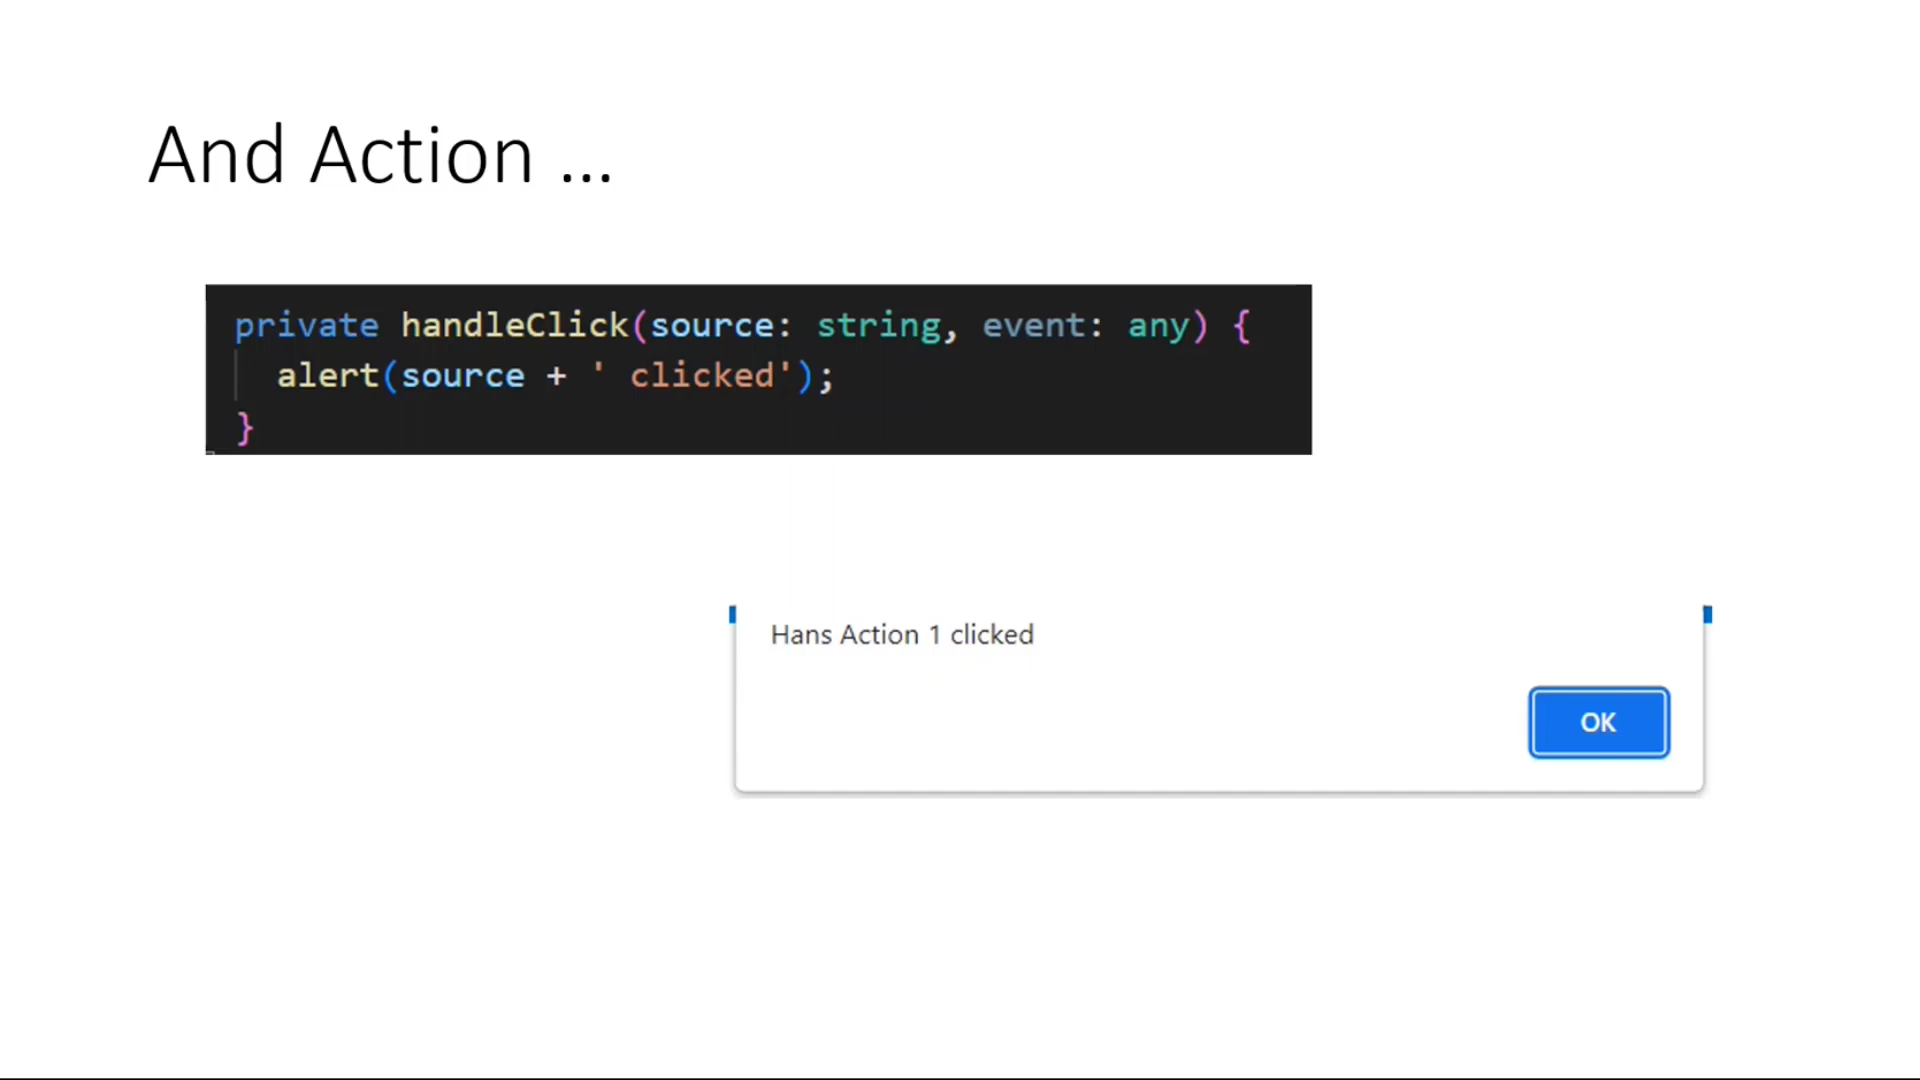 And Action ...
private handleClick(source: string, event: any) {
alert(source + ' clicked');
}
Hans Action 1 clicked
OK